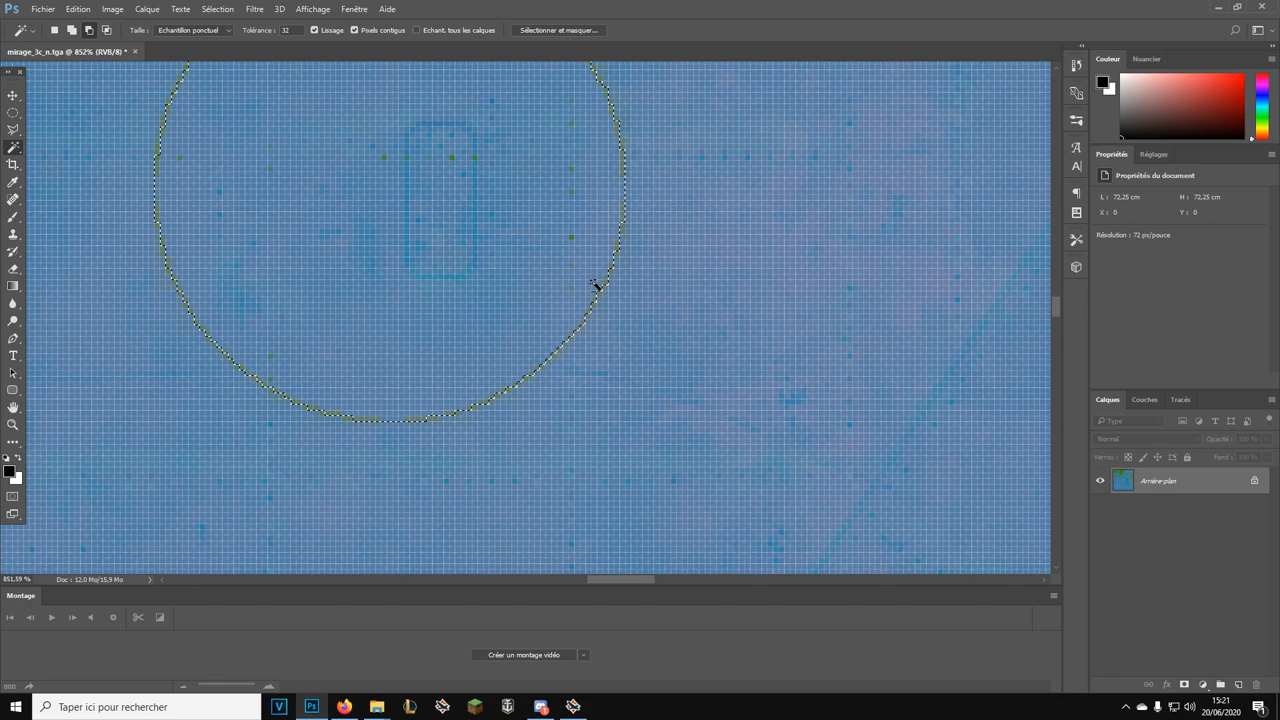 Ps Fichier Edition Image Calque Texte Sélection Filtre 3D Affichage Fenêtre Aide
Taille : Echantillon ponctuel Tolérance : 32 Lissage Pixels contigus Echant. tous les calques Sélectionner et masquer...
mirage_3c_n.tga @ 852% (RVB/8) * ×
Couleur Nuancier
Propriétés Réglages
Propriétés du document
L : 72,25 cm H : 72,25 cm
X : 0 Y : 0
Résolution : 72 pip/pouce
Calques Couches Tracés
Type
Normal Opacité : 100 %
Verrou : Fond : 100 %
Arrière-plan
851,59 % Doc : 12,0 Mo/15,9 Mo
Montage
Créer un montage vidéo
Taper ici pour rechercher
V Ps
15:21
20/06/2020